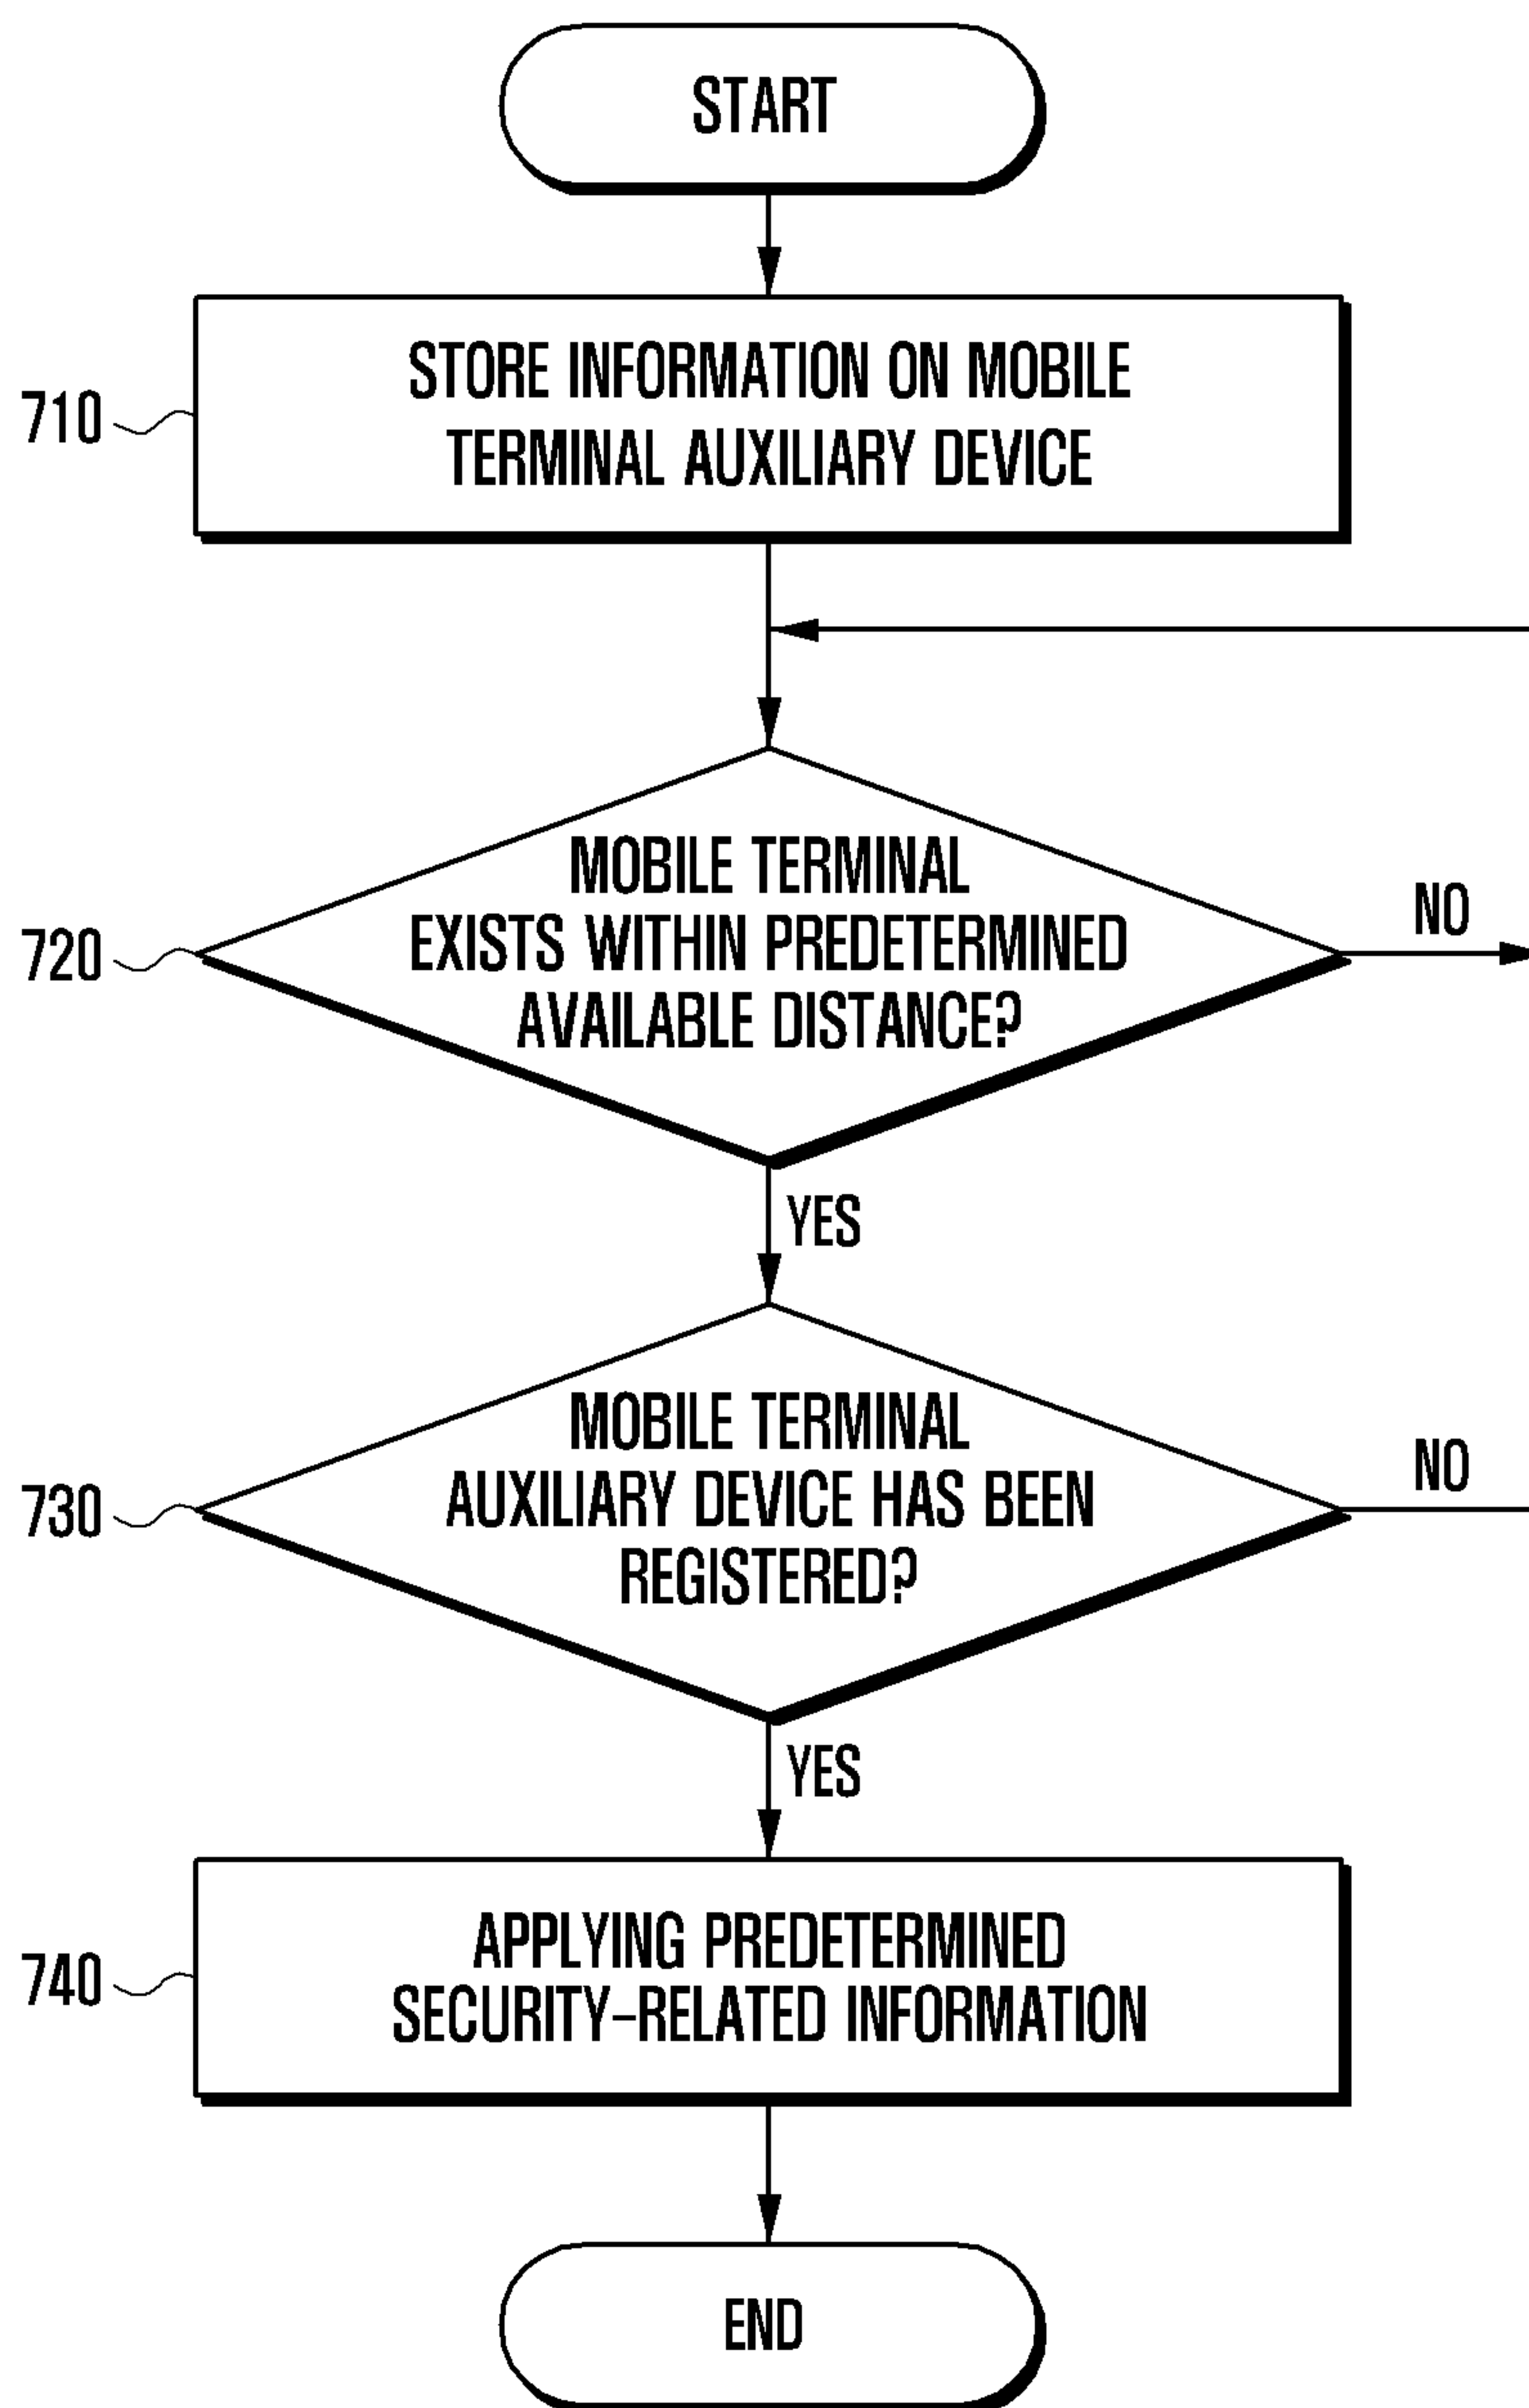 START
710
STORE INFORMATION ON MOBILE
TERMINAL AUXILIARY DEVICE
720
MOBILE TERMINAL
EXISTS WITHIN PREDETERMINED
AVAILABLE DISTANCE?
NO
YES
730
MOBILE TERMINAL
AUXILIARY DEVICE HAS BEEN
REGISTERED?
NO
YES
740
APPLYING PREDETERMINED
SECURITY-RELATED INFORMATION
END